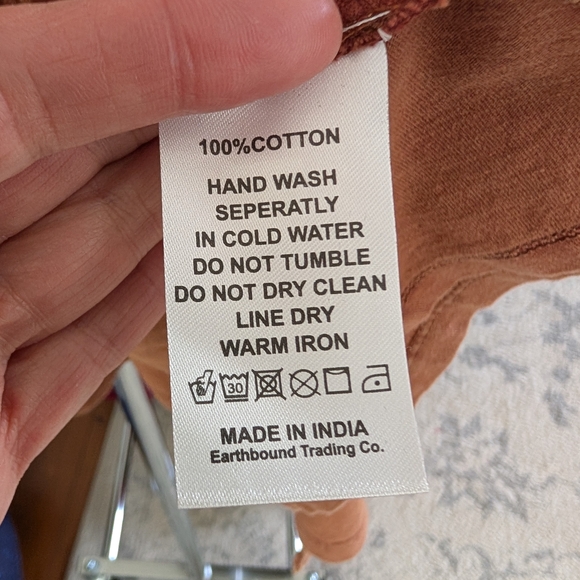 100%COTTON
HAND WASH
SEPERATLY
IN COLD WATER
DO NOT TUMBLE
DO NOT DRY CLEAN
LINE DRY
WARM IRON
30
MADE IN INDIA
Earthbound Trading Co.